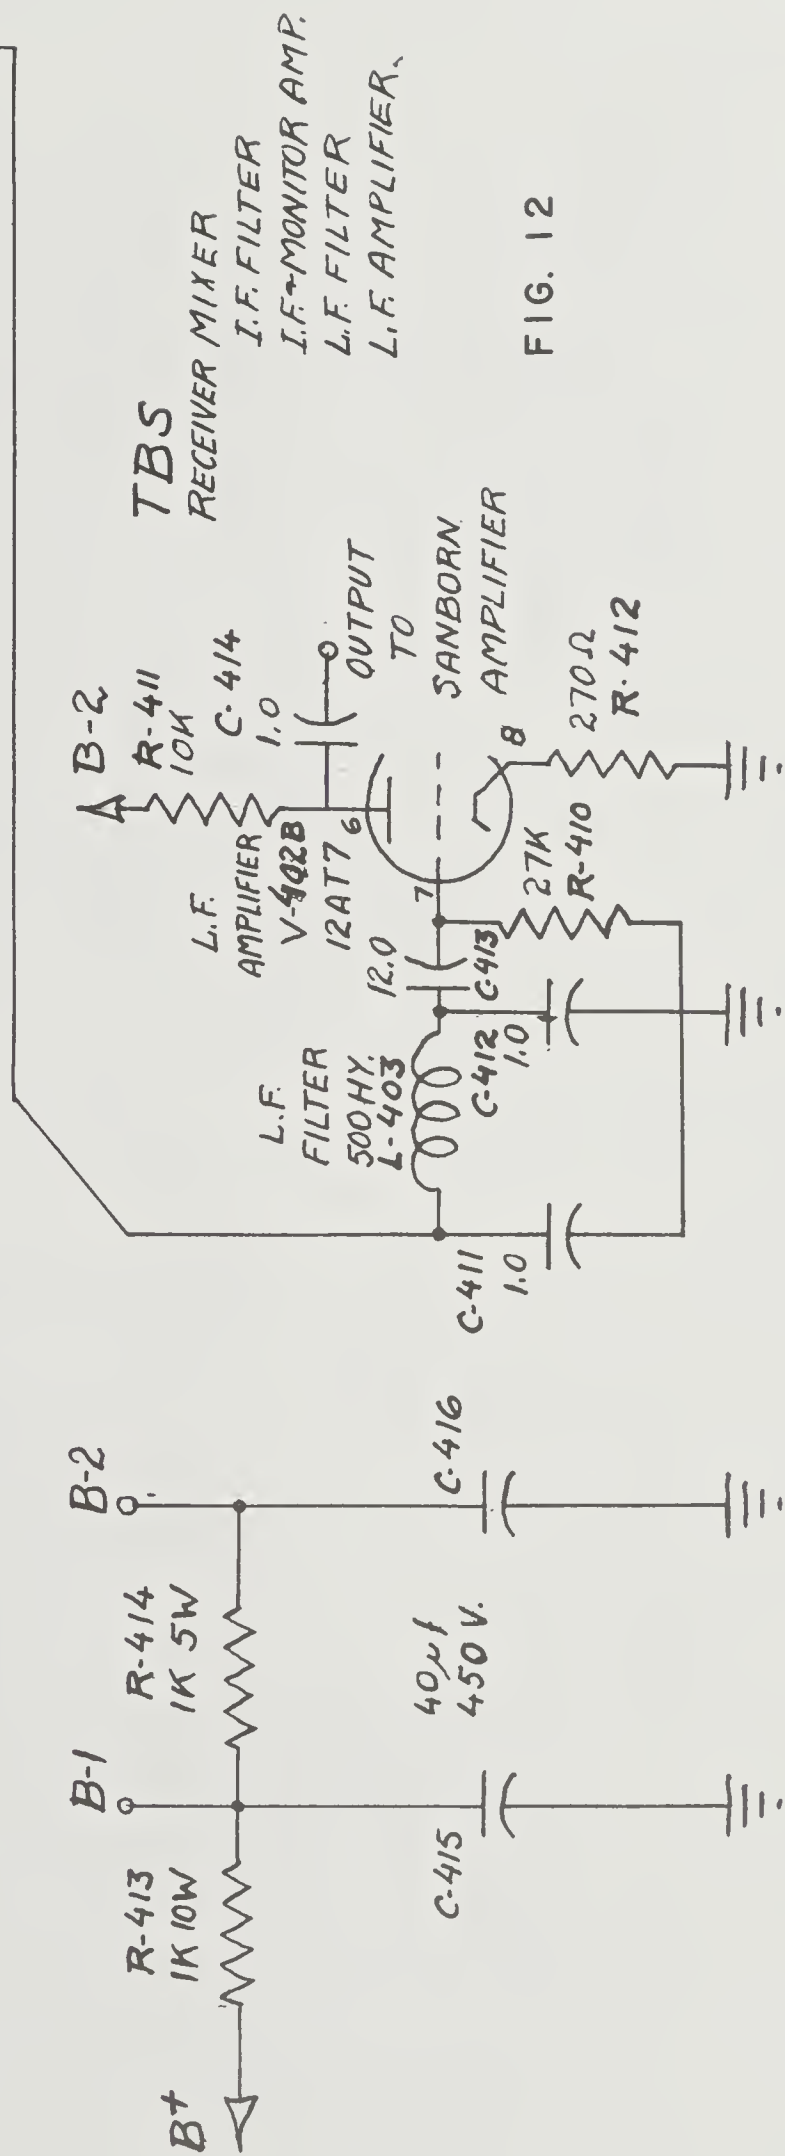 B+
R-413
1K 10W
B-1
R-414
1K 5W
B-2
C-415
40μf
450 V.
C-416
L.F.
FILTER
500 HY.
L-403
C-411
1.0
C-412
1.0
12.0
C-413
L.F.
AMPLIFIER
V-402B
12AT7
6
7
8
B-2
R-411
10K
C-414
1.0
OUTPUT
TO
SANBORN
AMPLIFIER
27K
R-410
270Ω
R-412
TBS
RECEIVER MIXER
I.F. FILTER
I.F.-MONITOR AMP.
L.F. FILTER
L.F. AMPLIFIER.
FIG. 12